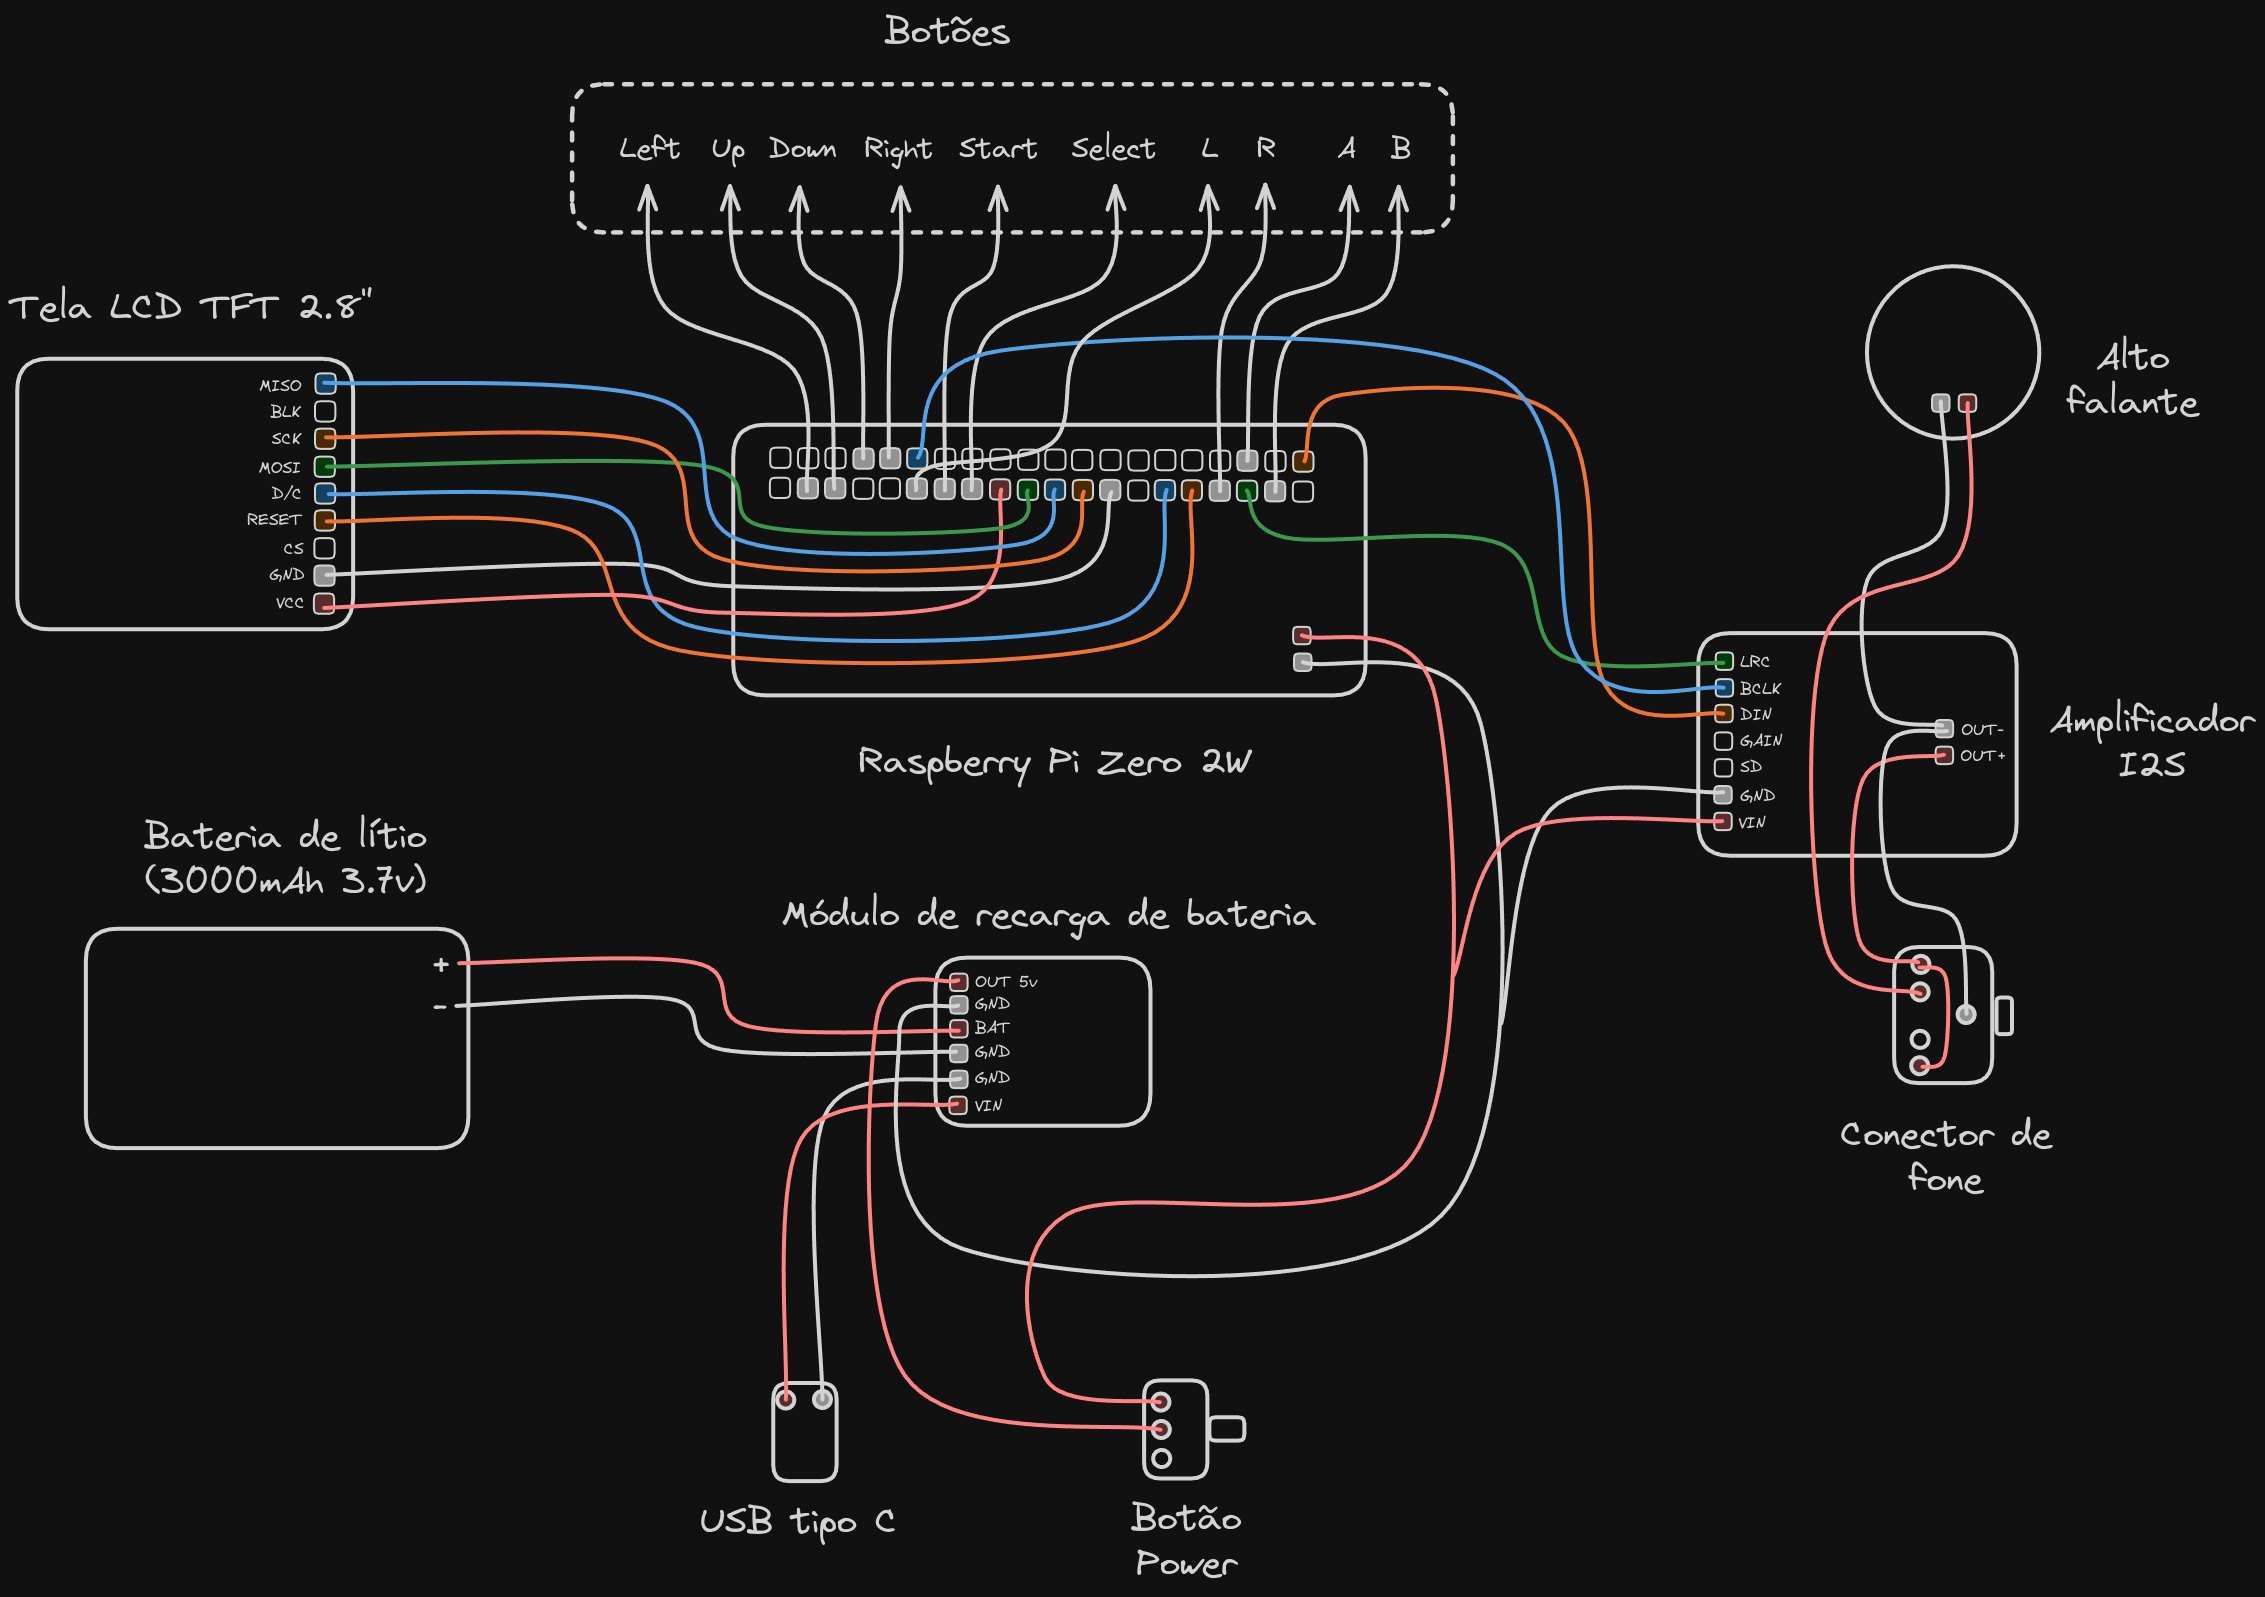 Botões
Left Up Down Right Start Select L R A B
Tela LCD TFT 2.8"
MISO
BLK
SCK
MOSI
D/C
RESET
CS
GND
VCC
Alto
falante
LRC
BCLK
DIN
GAIN
SD
GND
VIN
OUT-
OUT+
Amplificador
I2S
Raspberry Pi Zero 2W
Bateria de lítio
(3000mAh 3.7v)
+
-
Módulo de recarga de bateria
OUT 5v
GND
BAT
GND
GND
VIN
Conector de
fone
USB tipo C
Botão
Power